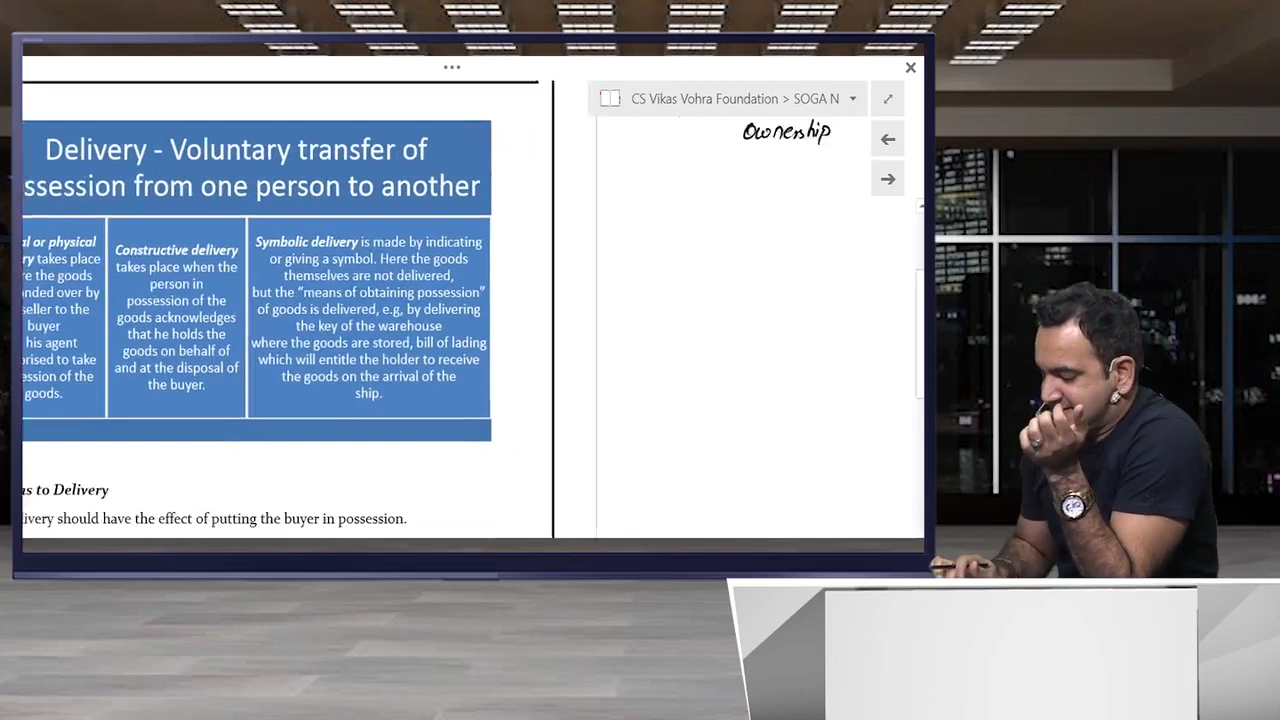 CS Vikas Vohra Foundation > SOGA N
Ownership
Delivery - Voluntary transfer of
ssession from one person to another
al or physical
ry takes place
re the goods
nded over by
seller to the
buyer
his agent
rised to take
ession of the
goods.
Constructive delivery
takes place when the
person in
possession of the
goods acknowledges
that he holds the
goods on behalf of
and at the disposal of
the buyer.
Symbolic delivery is made by indicating
or giving a symbol. Here the goods
themselves are not delivered,
but the “means of obtaining possession”
of goods is delivered, e.g, by delivering
the key of the warehouse
where the goods are stored, bill of lading
which will entitle the holder to receive
the goods on the arrival of the
ship.
as to Delivery
livery should have the effect of putting the buyer in possession.